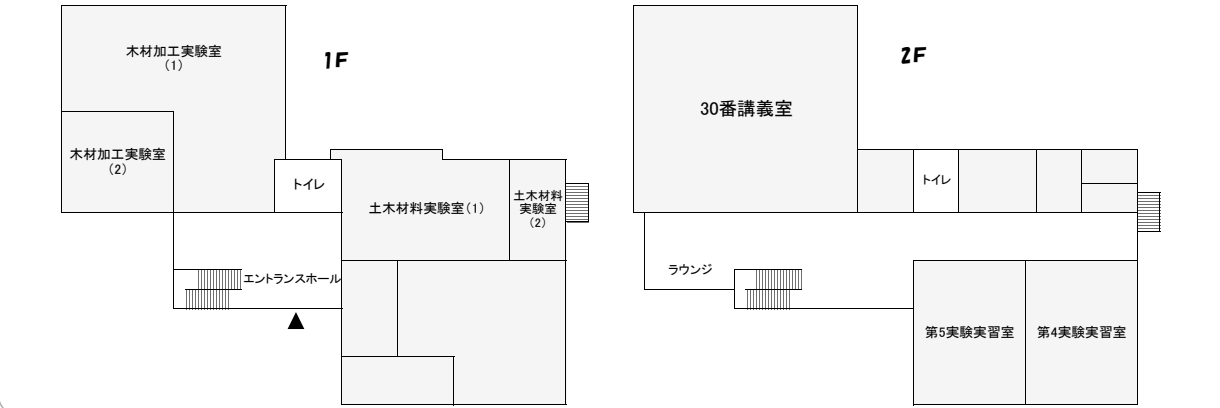 1F
木材加工実験室
(1)
木材加工実験室
(2)
トイレ
土木材料実験室(1)
土木材料
実験室
(2)
エントランスホール
2F
30番講義室
トイレ
ラウンジ
第5実験実習室
第4実験実習室